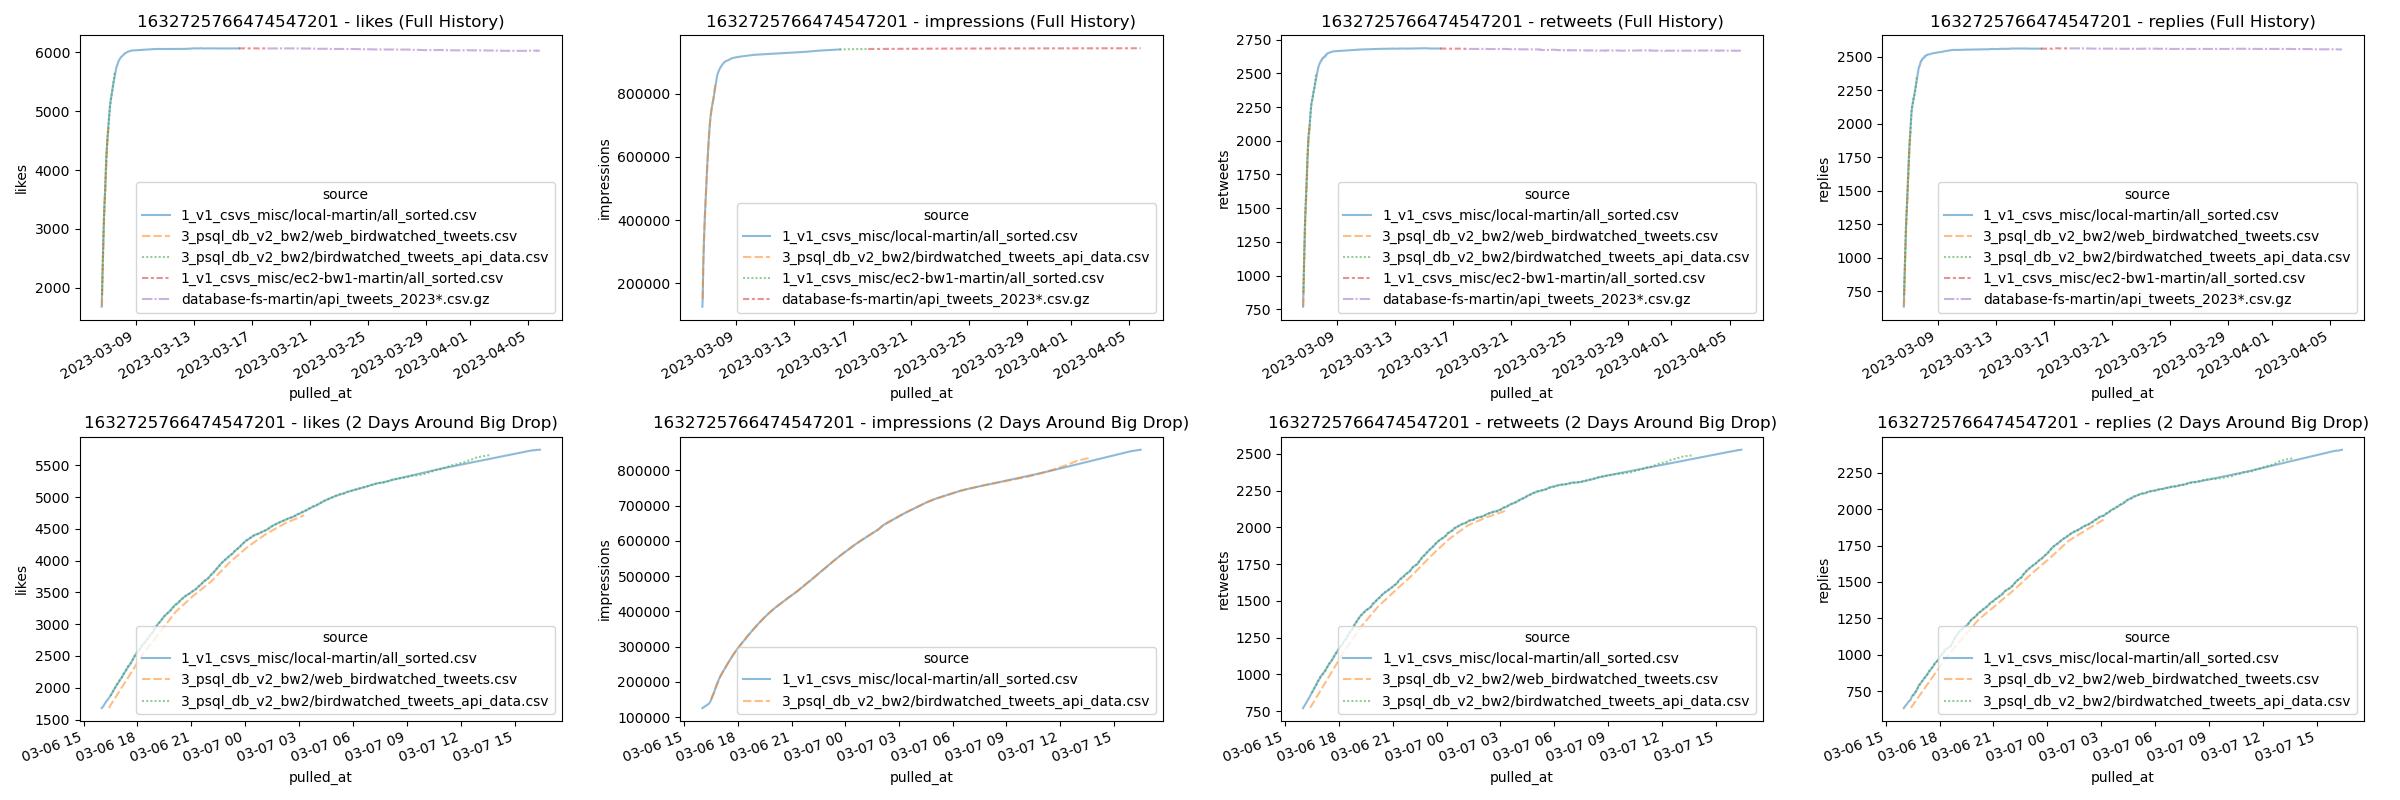 1632725766474547201 - likes (Full History)
likes
6000
5000
4000
3000
2000
source
1_v1_csvs_misc/local-martin/all_sorted.csv
3_psql_db_v2_bw2/web_birdwatched_tweets.csv
3_psql_db_v2_bw2/birdwatched_tweets_api_data.csv
1_v1_csvs_misc/ec2-bw1-martin/all_sorted.csv
database-fs-martin/api_tweets_2023*.csv.gz
2023-03-09 2023-03-13 2023-03-17 2023-03-21 2023-03-25 2023-03-29 2023-04-01 2023-04-05
pulled_at
1632725766474547201 - impressions (Full History)
impressions
800000
600000
400000
200000
source
1_v1_csvs_misc/local-martin/all_sorted.csv
3_psql_db_v2_bw2/birdwatched_tweets_api_data.csv
1_v1_csvs_misc/ec2-bw1-martin/all_sorted.csv
database-fs-martin/api_tweets_2023*.csv.gz
2023-03-09 2023-03-13 2023-03-17 2023-03-21 2023-03-25 2023-03-29 2023-04-01 2023-04-05
pulled_at
1632725766474547201 - retweets (Full History)
retweets
2750
2500
2250
2000
1750
1500
1250
1000
750
source
1_v1_csvs_misc/local-martin/all_sorted.csv
3_psql_db_v2_bw2/web_birdwatched_tweets.csv
3_psql_db_v2_bw2/birdwatched_tweets_api_data.csv
1_v1_csvs_misc/ec2-bw1-martin/all_sorted.csv
database-fs-martin/api_tweets_2023*.csv.gz
2023-03-09 2023-03-13 2023-03-17 2023-03-21 2023-03-25 2023-03-29 2023-04-01 2023-04-05
pulled_at
1632725766474547201 - replies (Full History)
replies
2500
2250
2000
1750
1500
1250
1000
750
source
1_v1_csvs_misc/local-martin/all_sorted.csv
3_psql_db_v2_bw2/web_birdwatched_tweets.csv
3_psql_db_v2_bw2/birdwatched_tweets_api_data.csv
1_v1_csvs_misc/ec2-bw1-martin/all_sorted.csv
database-fs-martin/api_tweets_2023*.csv.gz
2023-03-09 2023-03-13 2023-03-17 2023-03-21 2023-03-25 2023-03-29 2023-04-01 2023-04-05
pulled_at
1632725766474547201 - likes (2 Days Around Big Drop)
likes
5500
5000
4500
4000
3500
3000
2500
2000
1500
source
1_v1_csvs_misc/local-martin/all_sorted.csv
3_psql_db_v2_bw2/web_birdwatched_tweets.csv
3_psql_db_v2_bw2/birdwatched_tweets_api_data.csv
03-06 15 03-06 18 03-06 21 03-07 00 03-07 03 03-07 06 03-07 09 03-07 12 03-07 15
pulled_at
1632725766474547201 - impressions (2 Days Around Big Drop)
impressions
800000
700000
600000
500000
400000
300000
200000
100000
source
1_v1_csvs_misc/local-martin/all_sorted.csv
3_psql_db_v2_bw2/birdwatched_tweets_api_data.csv
03-06 15 03-06 18 03-06 21 03-07 00 03-07 03 03-07 06 03-07 09 03-07 12 03-07 15
pulled_at
1632725766474547201 - retweets (2 Days Around Big Drop)
retweets
2500
2250
2000
1750
1500
1250
1000
750
source
1_v1_csvs_misc/local-martin/all_sorted.csv
3_psql_db_v2_bw2/web_birdwatched_tweets.csv
3_psql_db_v2_bw2/birdwatched_tweets_api_data.csv
03-06 15 03-06 18 03-06 21 03-07 00 03-07 03 03-07 06 03-07 09 03-07 12 03-07 15
pulled_at
1632725766474547201 - replies (2 Days Around Big Drop)
replies
2250
2000
1750
1500
1250
1000
750
source
1_v1_csvs_misc/local-martin/all_sorted.csv
3_psql_db_v2_bw2/web_birdwatched_tweets.csv
3_psql_db_v2_bw2/birdwatched_tweets_api_data.csv
03-06 15 03-06 18 03-06 21 03-07 00 03-07 03 03-07 06 03-07 09 03-07 12 03-07 15
pulled_at